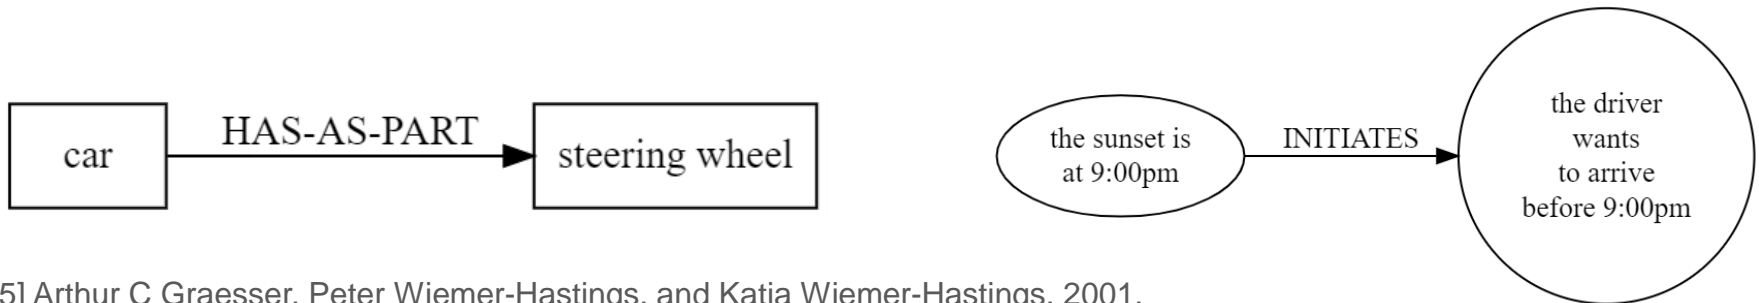 car
HAS-AS-PART
steering wheel
the sunset is
at 9:00pm
INITIATES
the driver
wants
to arrive
before 9:00pm
5] Arthur C Graesser, Peter Wiemer-Hastings, and Katja Wiemer-Hastings. 2001.